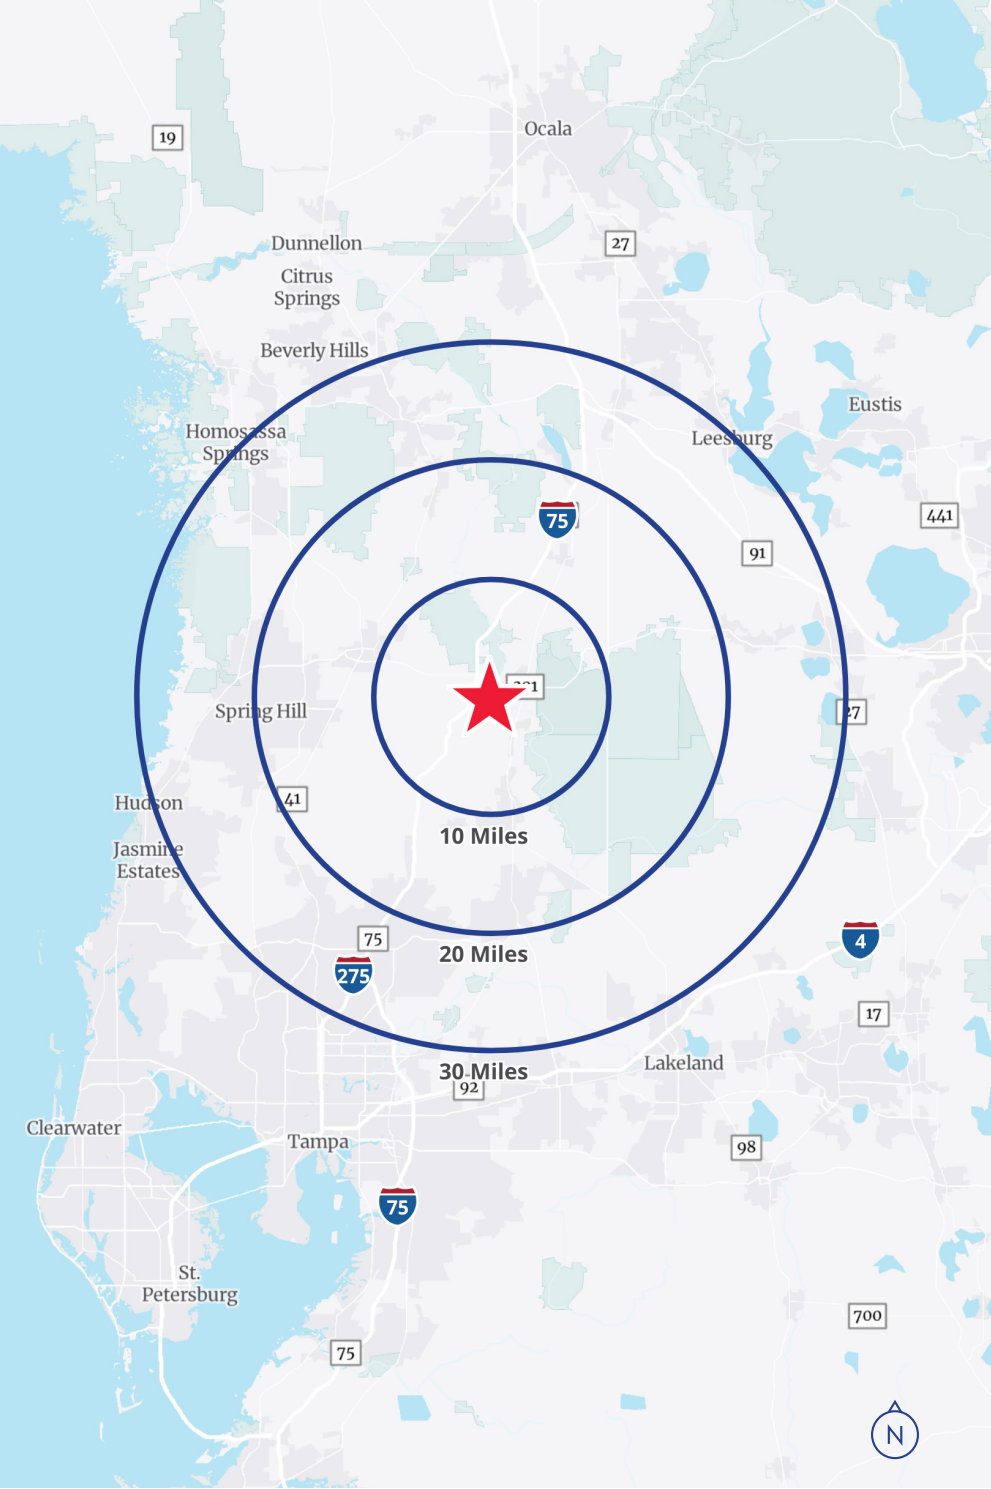 Ocala
19
27
Dunnellon
Citrus
Springs
Beverly Hills
Eustis
Homosassa
Springs
Leesburg
75
441
91
Spring Hill
27
41
Hudson
10 Miles
Jasmine
Estates
75
4
20 Miles
275
17
Lakeland
30 Miles
92
Clearwater
Tampa
98
75
St.
Petersburg
700
75
N